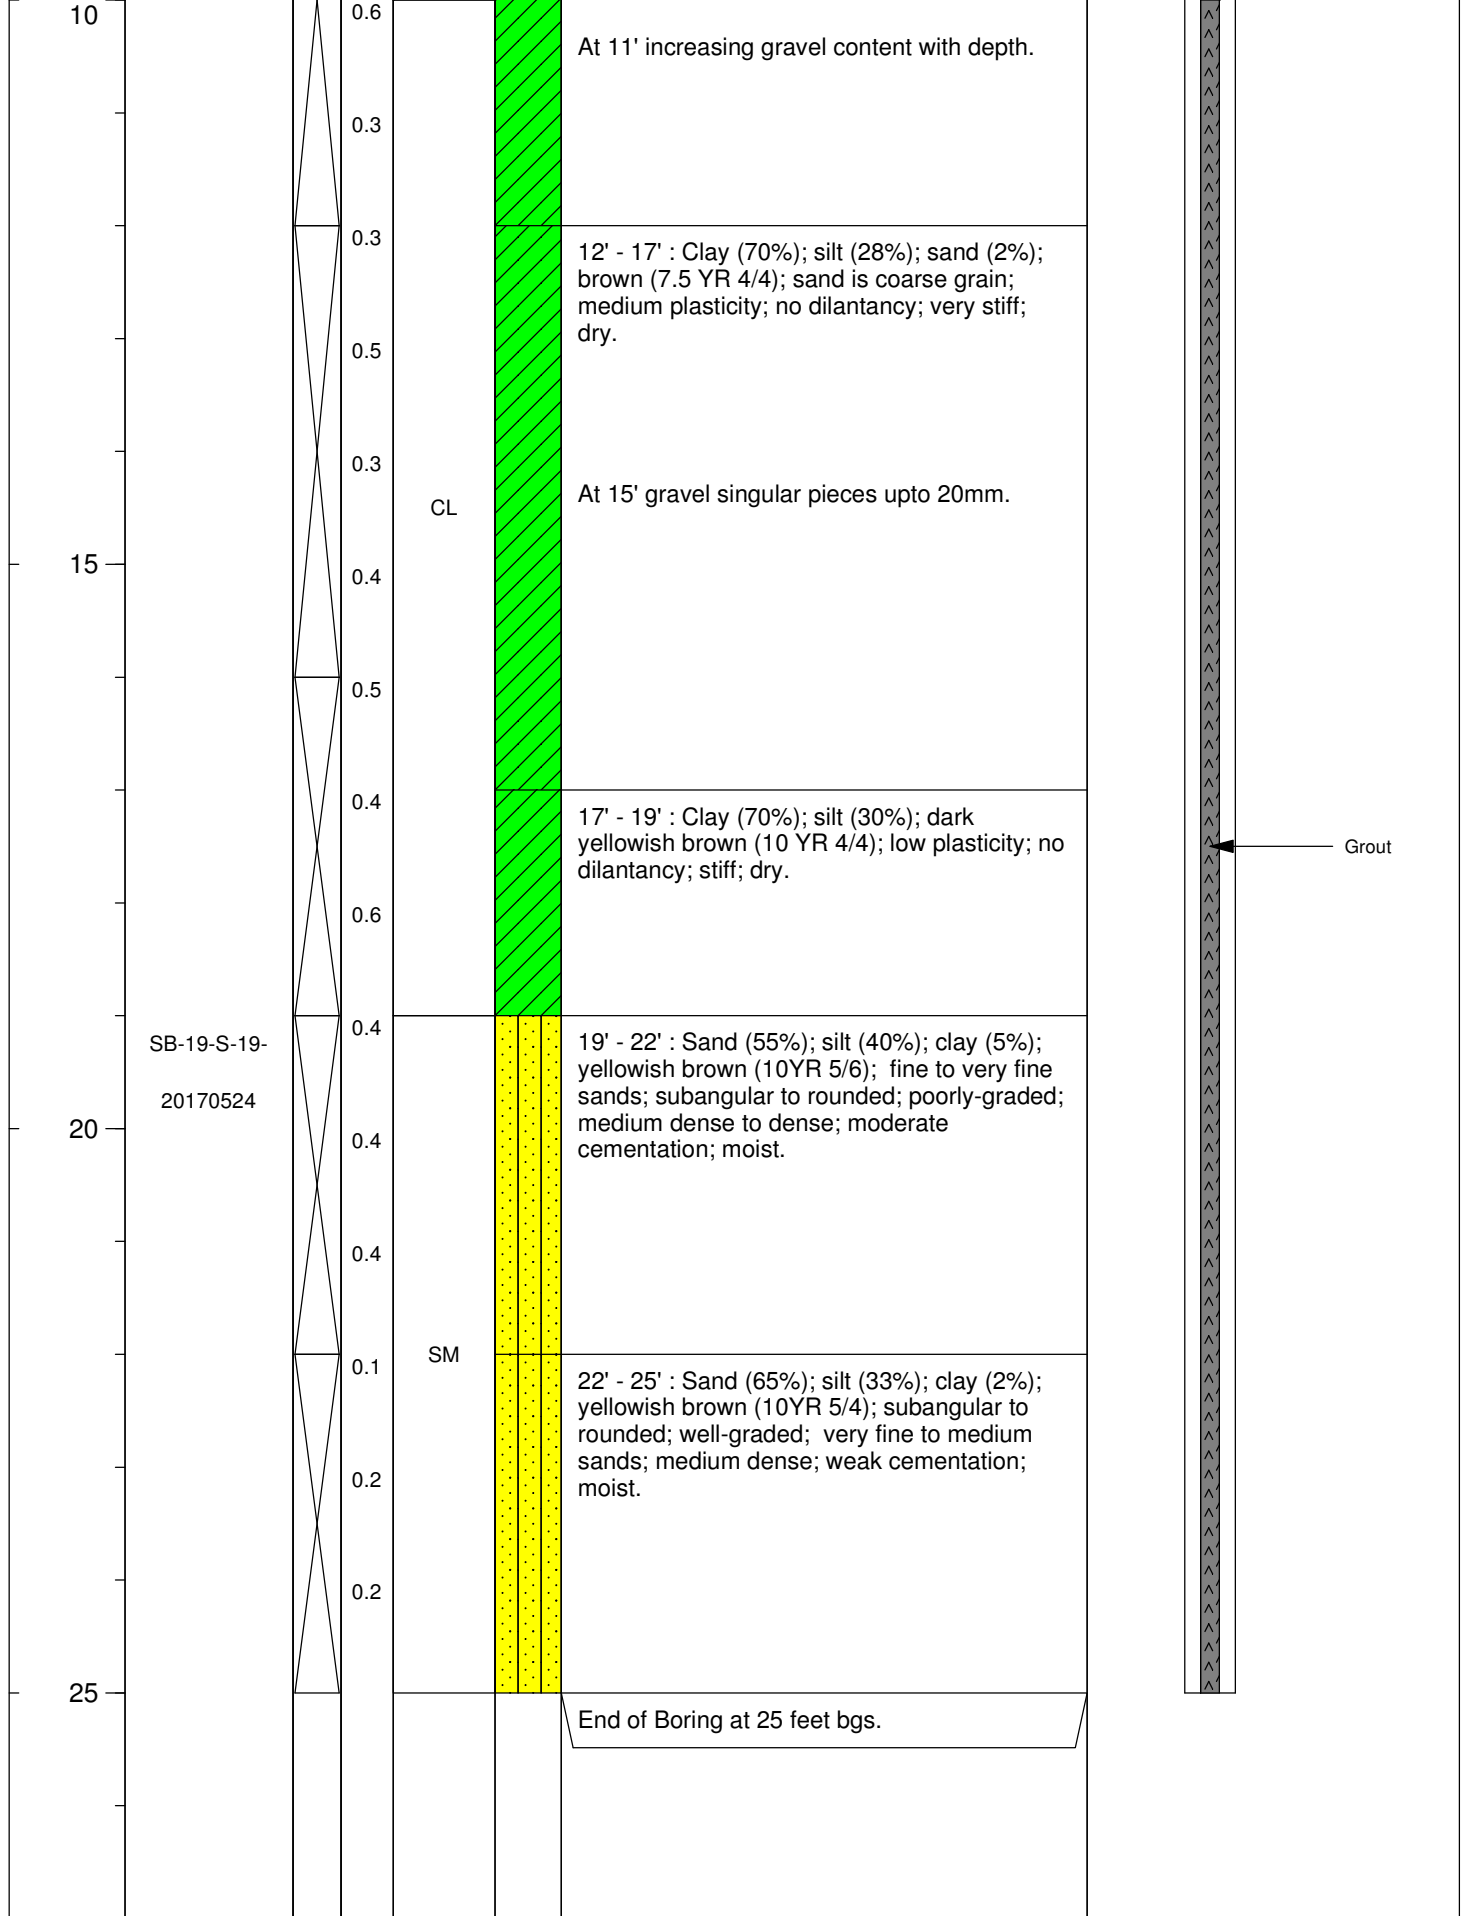 10
0.6
At 11' increasing gravel content with depth.
0.3
0.3
12' - 17' : Clay (70%); silt (28%); sand (2%);
brown (7.5 YR 4/4); sand is coarse grain;
medium plasticity; no dilantancy; very stiff;
dry.
0.5
0.3
At 15' gravel singular pieces upto 20mm.
CL
15
0.4
0.5
0.4
17' - 19' : Clay (70%); silt (30%); dark
yellowish brown (10 YR 4/4); low plasticity; no
dilantancy; stiff; dry.
Grout
0.6
0.4
SB-19-S-19-
20170524
19' - 22' : Sand (55%); silt (40%); clay (5%);
yellowish brown (10YR 5/6);  fine to very fine
sands; subangular to rounded; poorly-graded;
medium dense to dense; moderate
cementation; moist.
20
0.4
0.4
SM
0.1
22' - 25' : Sand (65%); silt (33%); clay (2%);
yellowish brown (10YR 5/4); subangular to
rounded; well-graded;  very fine to medium
sands; medium dense; weak cementation;
moist.
0.2
0.2
25
End of Boring at 25 feet bgs.